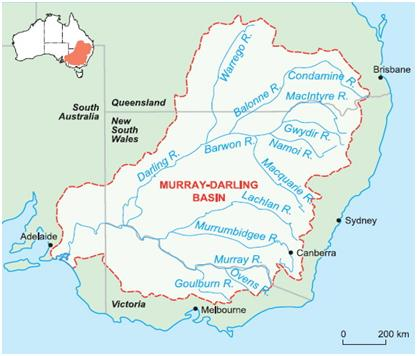 Warrego R.
Condamine R.
Brisbane
Balonne R.
MacIntyre R.
South
Australia
Queensland
New
South
Wales
Gwydir R.
Barwon R.
Namoi R.
Darling R.
Macquarie R.
MURRAY-DARLING
BASIN
Lachlan R.
Sydney
Murrumbidgee R.
Adelaide
Canberra
Murray R.
Ovens R.
Goulburn R.
Victoria
Melbourne
0 200 km